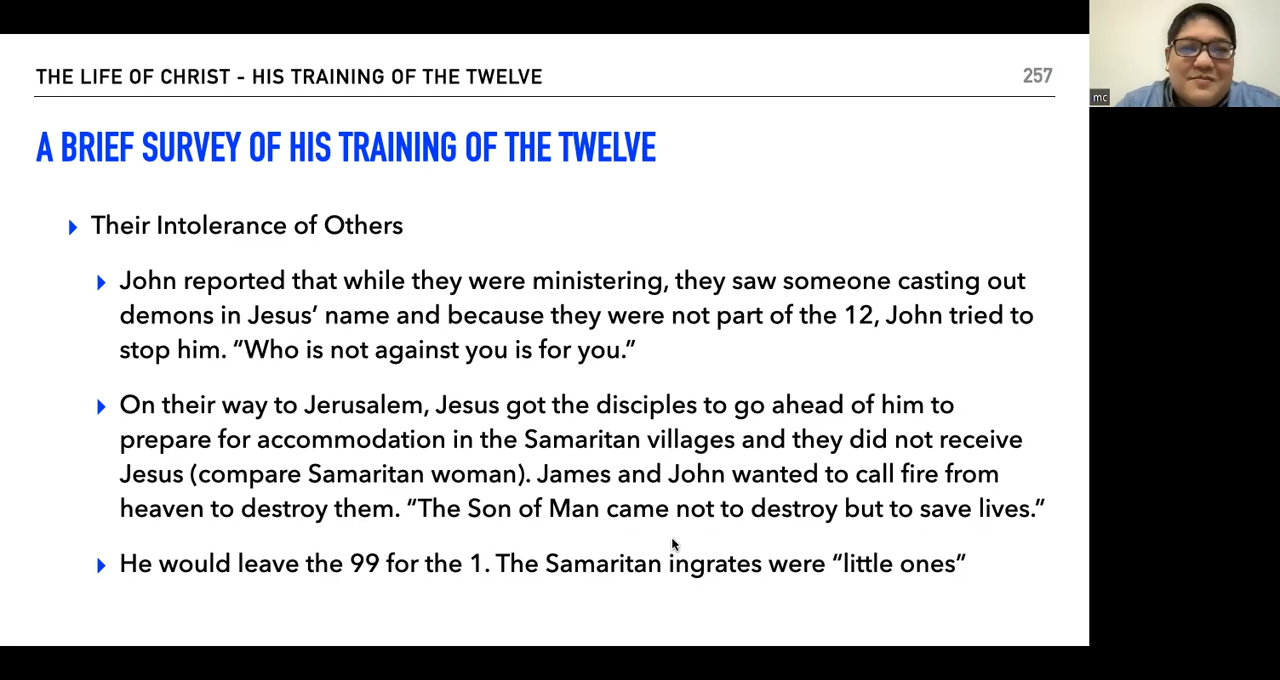 THE LIFE OF CHRIST - HIS TRAINING OF THE TWELVE
257
A BRIEF SURVEY OF HIS TRAINING OF THE TWELVE
Their Intolerance of Others
John reported that while they were ministering, they saw someone casting out
demons in Jesus’ name and because they were not part of the 12, John tried to
stop him. “Who is not against you is for you.”
On their way to Jerusalem, Jesus got the disciples to go ahead of him to
prepare for accommodation in the Samaritan villages and they did not receive
Jesus (compare Samaritan woman). James and John wanted to call fire from
heaven to destroy them. “The Son of Man came not to destroy but to save lives.”
He would leave the 99 for the 1. The Samaritan ingrates were “little ones”
mc